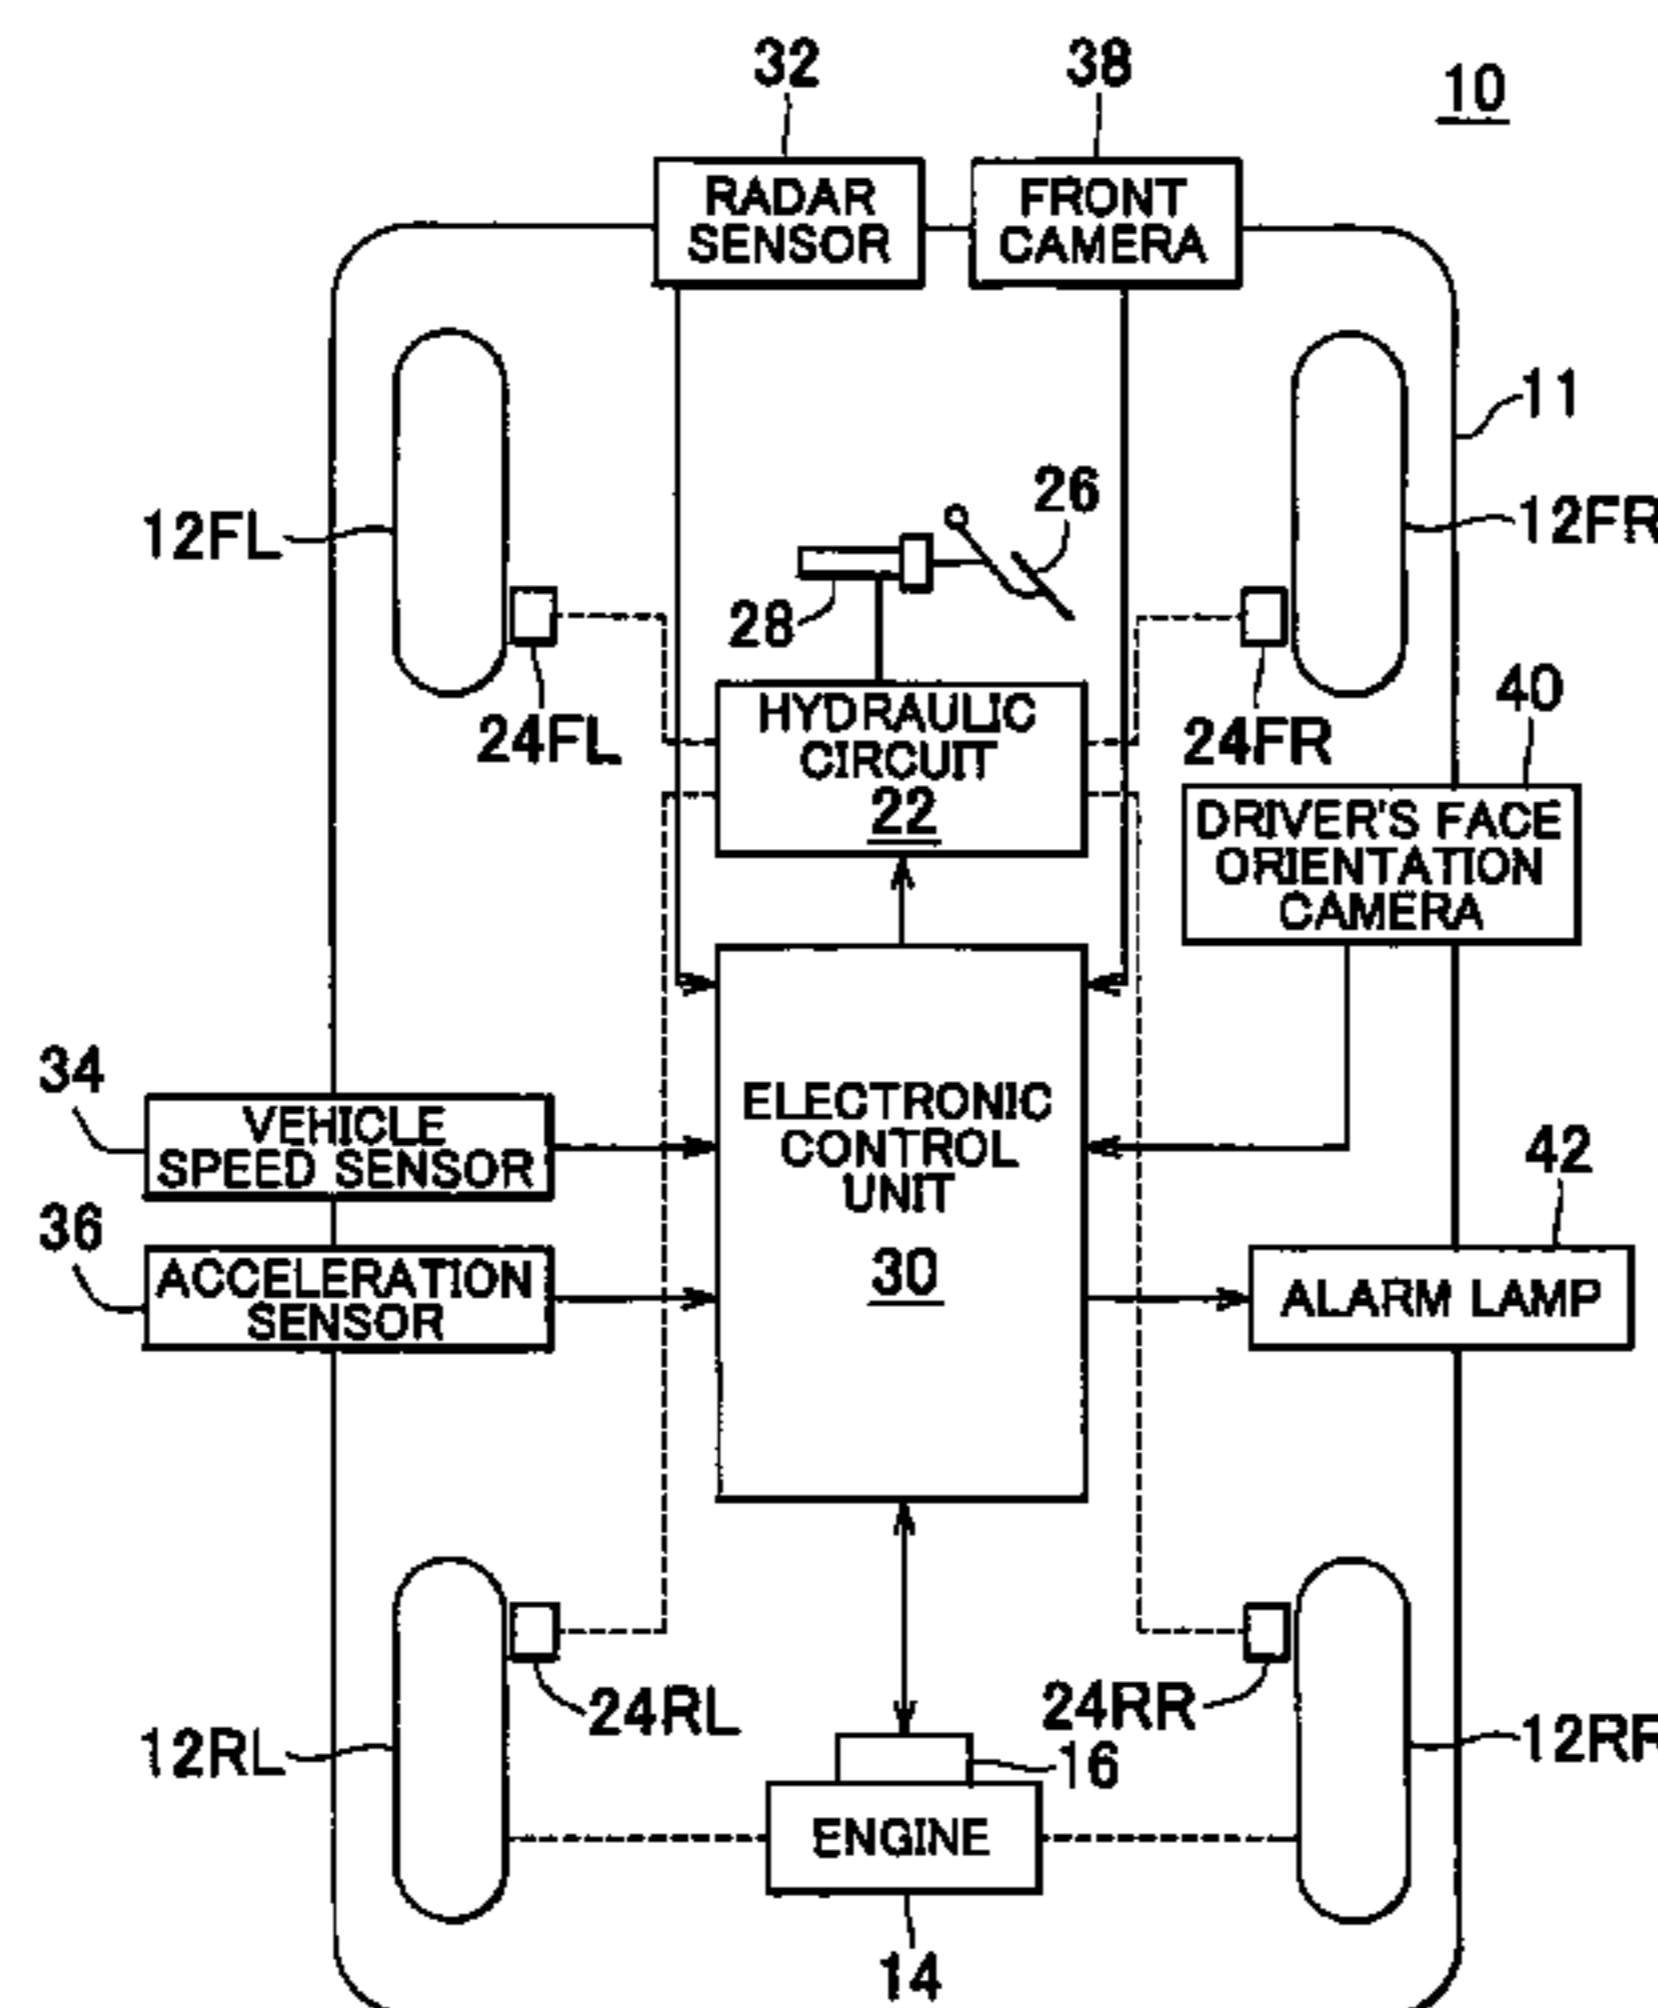 32
38
10
RADAR
SENSOR
FRONT
CAMERA
11
26
12FL
12FR
28
24FL
24FR
40
HYDRAULIC
CIRCUIT
22
DRIVER'S FACE
ORIENTATION
CAMERA
34
VEHICLE
SPEED SENSOR
ELECTRONIC
CONTROL
UNIT
30
42
36
ACCELERATION
SENSOR
ALARM LAMP
24RL
24RR
12RL
12RR
16
ENGINE
14